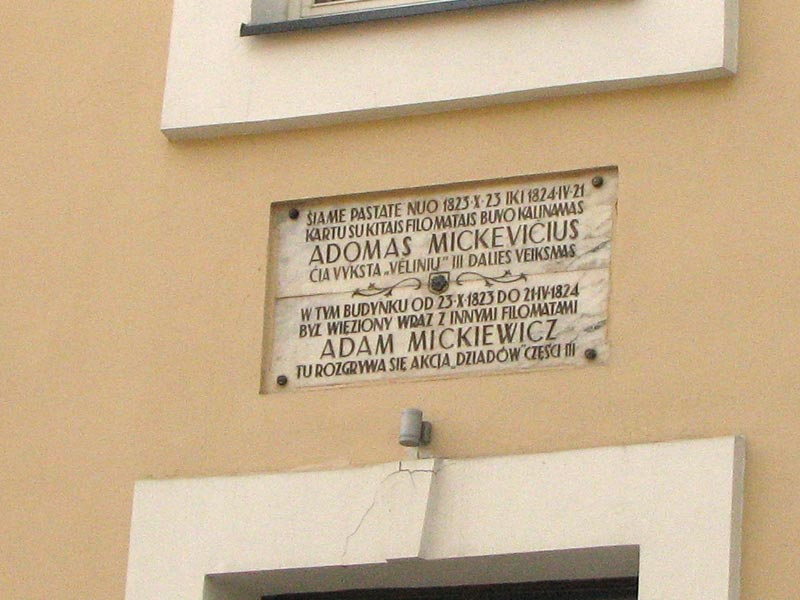 ŠIAME PASTATE NUO 1823·X·23 IKI 1824·IV·21
KARTU SU KITAIS FILOMATAIS BUVO KALINAMAS
ADOMAS MICKEVIČIUS
ČIA VYKSTA „VĖLINIŲ” III DALIES VEIKSMAS
W TYM BUDYNKU OD 23·X·1823 DO 21·IV·1824
BYŁ WIĘZIONY WRAZ Z INNYMI FILOMATAMI
ADAM MICKIEWICZ
TU ROZGRYWA SIĘ AKCJA „DZIADÓW” CZĘŚCI III